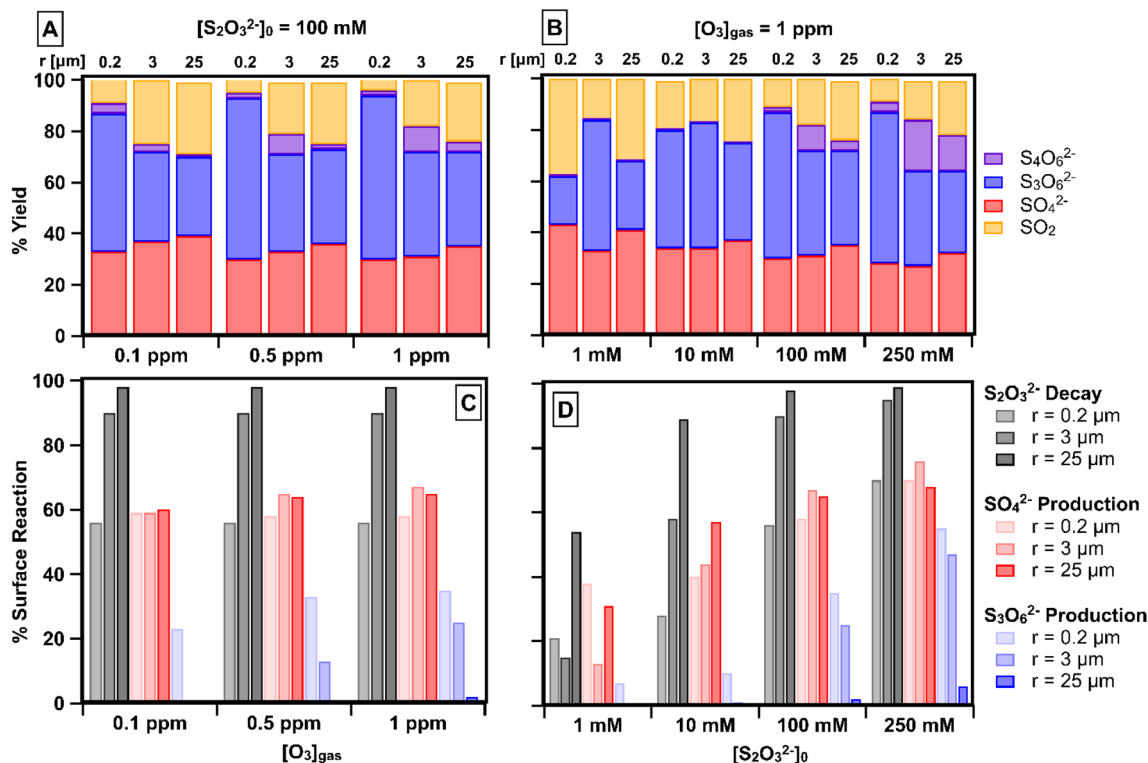 A
[S₂O₃²⁻]₀ = 100 mM
r [µm] 0.2 3 25 0.2 3 25 0.2 3 25
100
80
60
40
20
0
% Yield
0.1 ppm 0.5 ppm 1 ppm
B
[O₃]gas = 1 ppm
r [µm] 0.2 3 25 0.2 3 25 0.2 3 25 0.2 3 25
1 mM 10 mM 100 mM 250 mM
S₄O₆²⁻
S₃O₆²⁻
SO₄²⁻
SO₂
C
100
80
60
40
20
0
% Surface Reaction
0.1 ppm 0.5 ppm 1 ppm
[O₃]gas
D
1 mM 10 mM 100 mM 250 mM
[S₂O₃²⁻]₀
S₂O₃²⁻ Decay
r = 0.2 µm
r = 3 µm
r = 25 µm
SO₄²⁻ Production
r = 0.2 µm
r = 3 µm
r = 25 µm
S₃O₆²⁻ Production
r = 0.2 µm
r = 3 µm
r = 25 µm